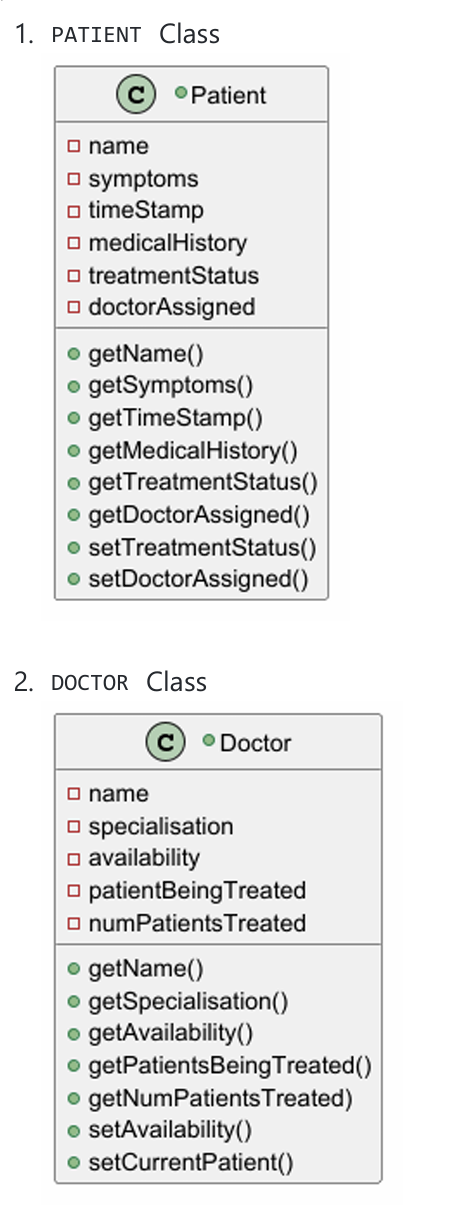 1. PATIENT Class
C Patient
name
symptoms
timeStamp
medicalHistory
treatmentStatus
doctorAssigned
getName()
getSymptoms()
getTimeStamp()
getMedicalHistory()
getTreatmentStatus()
getDoctorAssigned()
setTreatmentStatus()
setDoctorAssigned()
2. DOCTOR Class
C Doctor
name
specialisation
availability
patientBeingTreated
numPatientsTreated
getName()
getSpecialisation()
getAvailability()
getPatientsBeingTreated()
getNumPatientsTreated)
setAvailability()
setCurrentPatient()